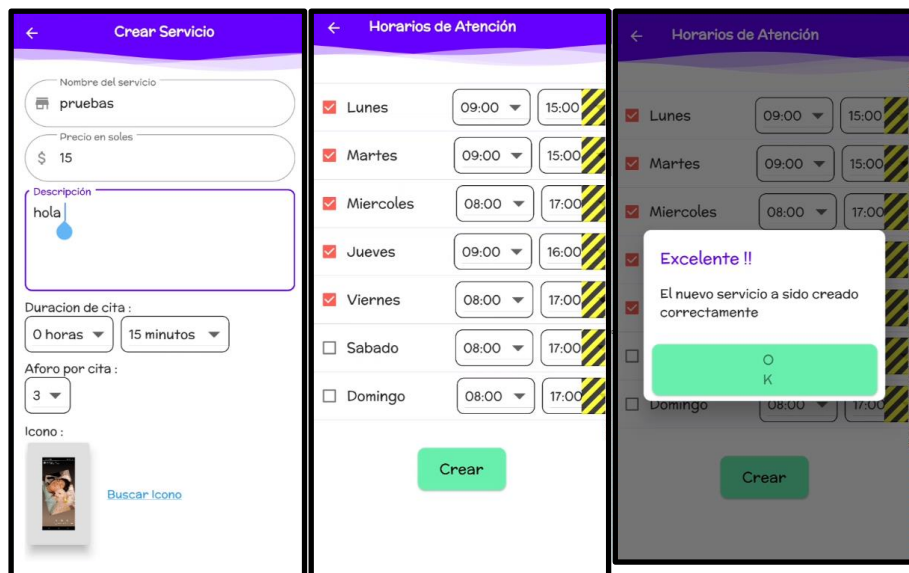 Crear Servicio
Nombre del servicio
pruebas
Precio en soles
$ 15
Descripción
hola
Duracion de cita :
0 horas 15 minutos
Aforo por cita :
3
Icono :
Buscar Icono
Horarios de Atención
Lunes 09:00 15:00
Martes 09:00 15:00
Miercoles 08:00 17:00
Jueves 09:00 16:00
Viernes 08:00 17:00
Sabado 08:00 17:00
Domingo 08:00 17:00
Crear
Horarios de Atención
Lunes 09:00 15:00
Martes 09:00 15:00
Miercoles 08:00 17:00
Excelente !!
El nuevo servicio a sido creado
correctamente
O
K
Domingo 08:00 17:00
Crear